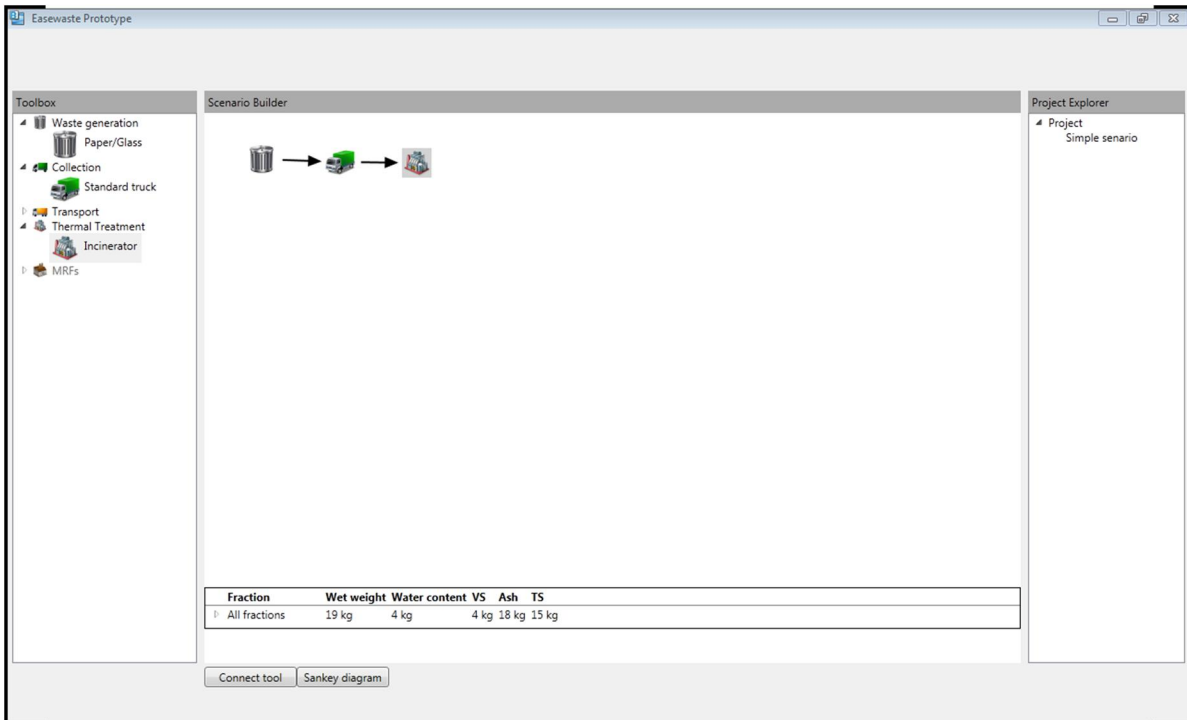 Easewaste Prototype
Toolbox
Waste generation
Paper/Glass
Collection
Standard truck
Transport
Thermal Treatment
Incinerator
MRFs
Scenario Builder
Fraction Wet weight Water content VS Ash TS
All fractions 19 kg 4 kg 4 kg 18 kg 15 kg
Connect tool Sankey diagram
Project Explorer
Project
Simple senario